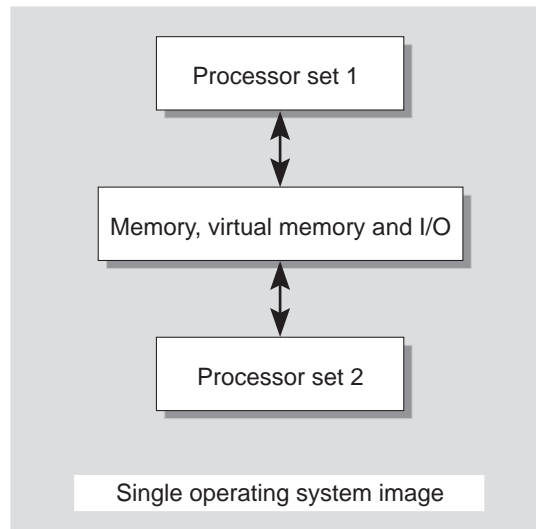 Processor set 1
Memory, virtual memory and I/O
Processor set 2
Single operating system image